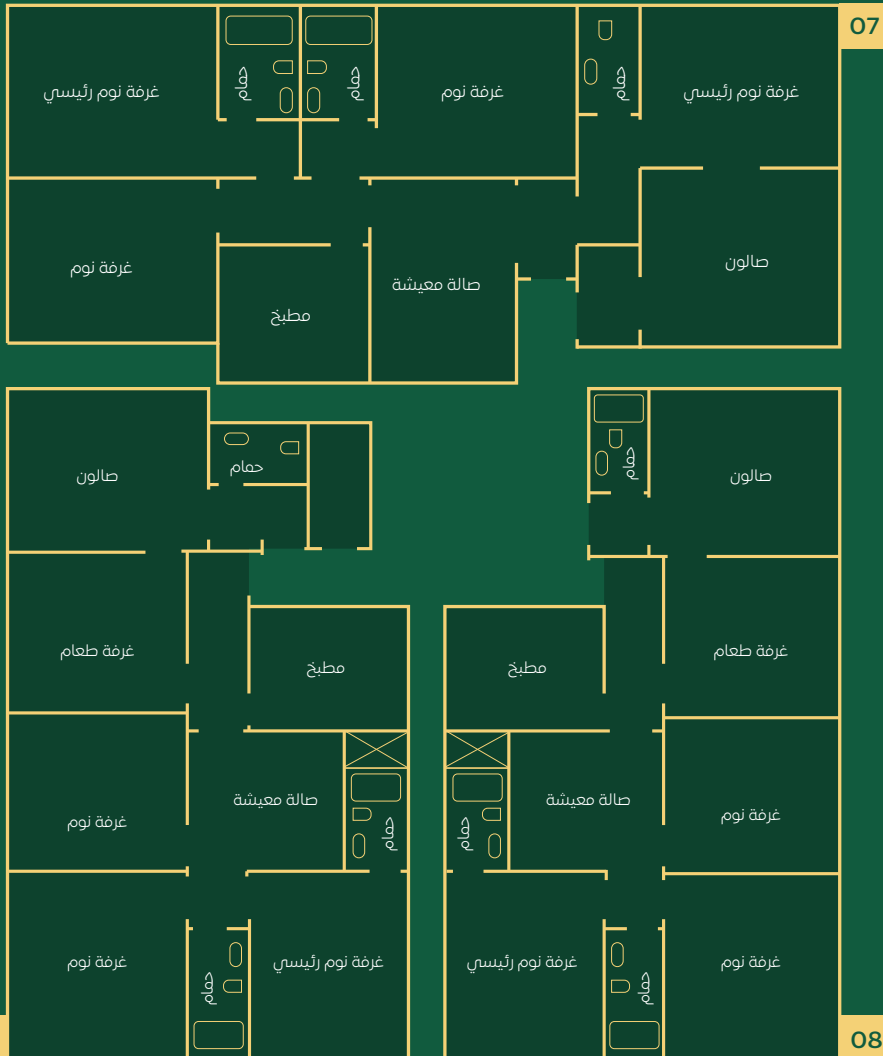 07
غرفة نوم رئيسي
حمام
حمام
غرفة نوم
حمام
غرفة نوم رئيسي
غرفة نوم
مطبخ
صالة معيشة
صالون
صالون
حمام
حمام
صالون
غرفة طعام
مطبخ
مطبخ
غرفة طعام
غرفة نوم
صالة معيشة
حمام
حمام
صالة معيشة
غرفة نوم
غرفة نوم
حمام
غرفة نوم رئيسي
غرفة نوم رئيسي
حمام
غرفة نوم
08